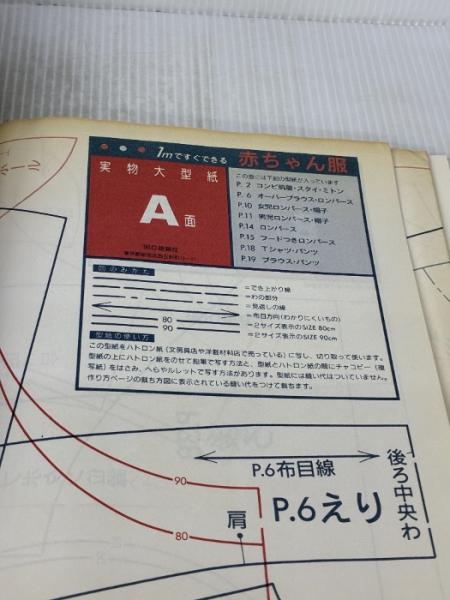 1mですぐできる 赤ちゃん服
実物大型紙
A面
この面には下記の型紙が入っています
P. 2 コンビ肌着・スタイ・ミトン
P. 6 オーバーブラウス・ロンパース
P.10 女児ロンパース・帽子
P.11 男児ロンパース・帽子
P.14 ロンパース
P.15 フードつきロンパース
P.18 Tシャツ・パンツ
P.19 ブラウス・パンツ
図のみかた
=でき上がり線
=わの部分
=見返しの線
=布目方向(わかりにくいもの)
80 =2サイズ表示のSIZE 80cm
90 =2サイズ表示のSIZE 90cm
型紙の使い方
この型紙をハトロン紙(文房具店や洋裁材料店で売っている)に写し、切り取って使います。
型紙の上にハトロン紙をのせて鉛筆で写す方法と、型紙とハトロン紙の間にチャコピー(複
写紙)をはさみ、へらやルレットで写す方法があります。型紙には縫い代はついていません。
作り方ページの裁ち方図に表示されている縫い代をつけて裁ちます。
ール
P.6布目線
後ろ中央わ
90
P.6えり
肩
80